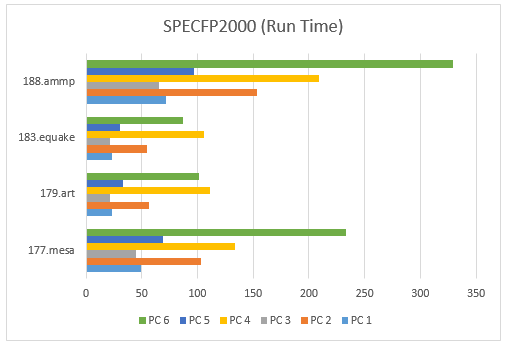 SPECFP2000 (Run Time)
188.ammp
183.equake
179.art
177.mesa
0 50 100 150 200 250 300 350
PC 6 PC 5 PC 4 PC 3 PC 2 PC 1